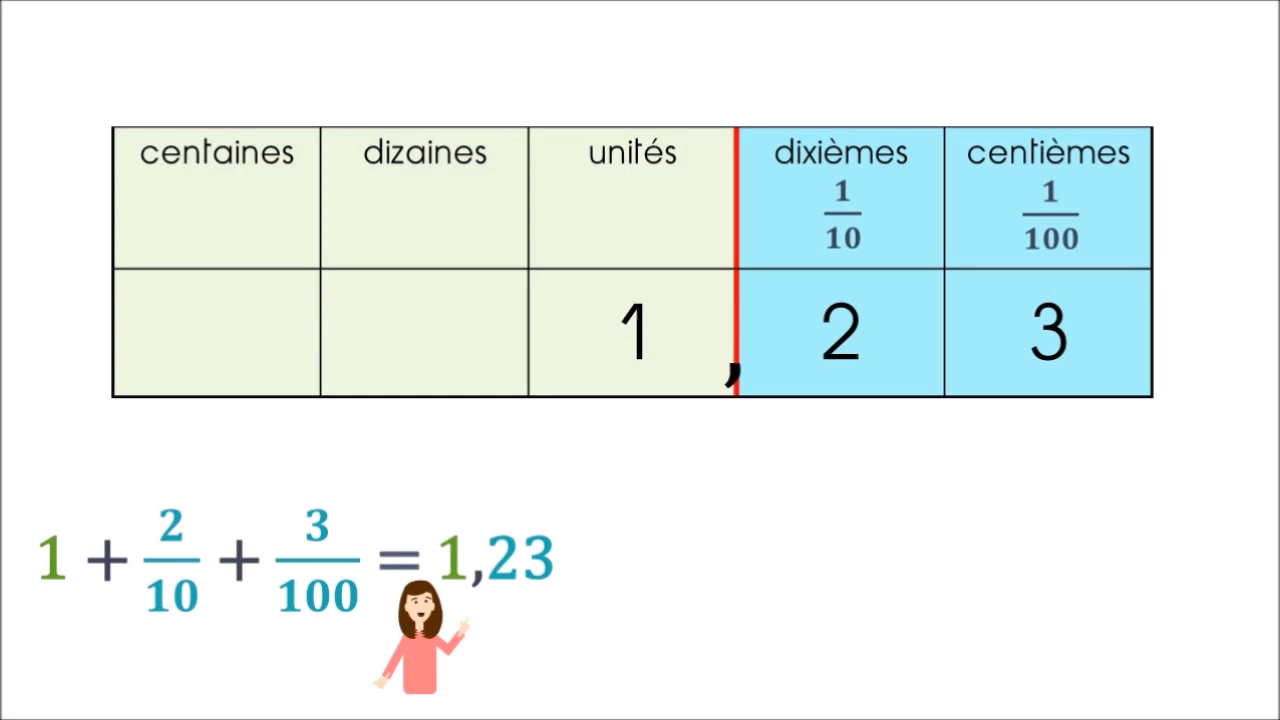 centaines dizaines unités dixièmes centièmes
1/10 1/100
1 , 2 3
1 + 2/10 + 3/100 = 1,23